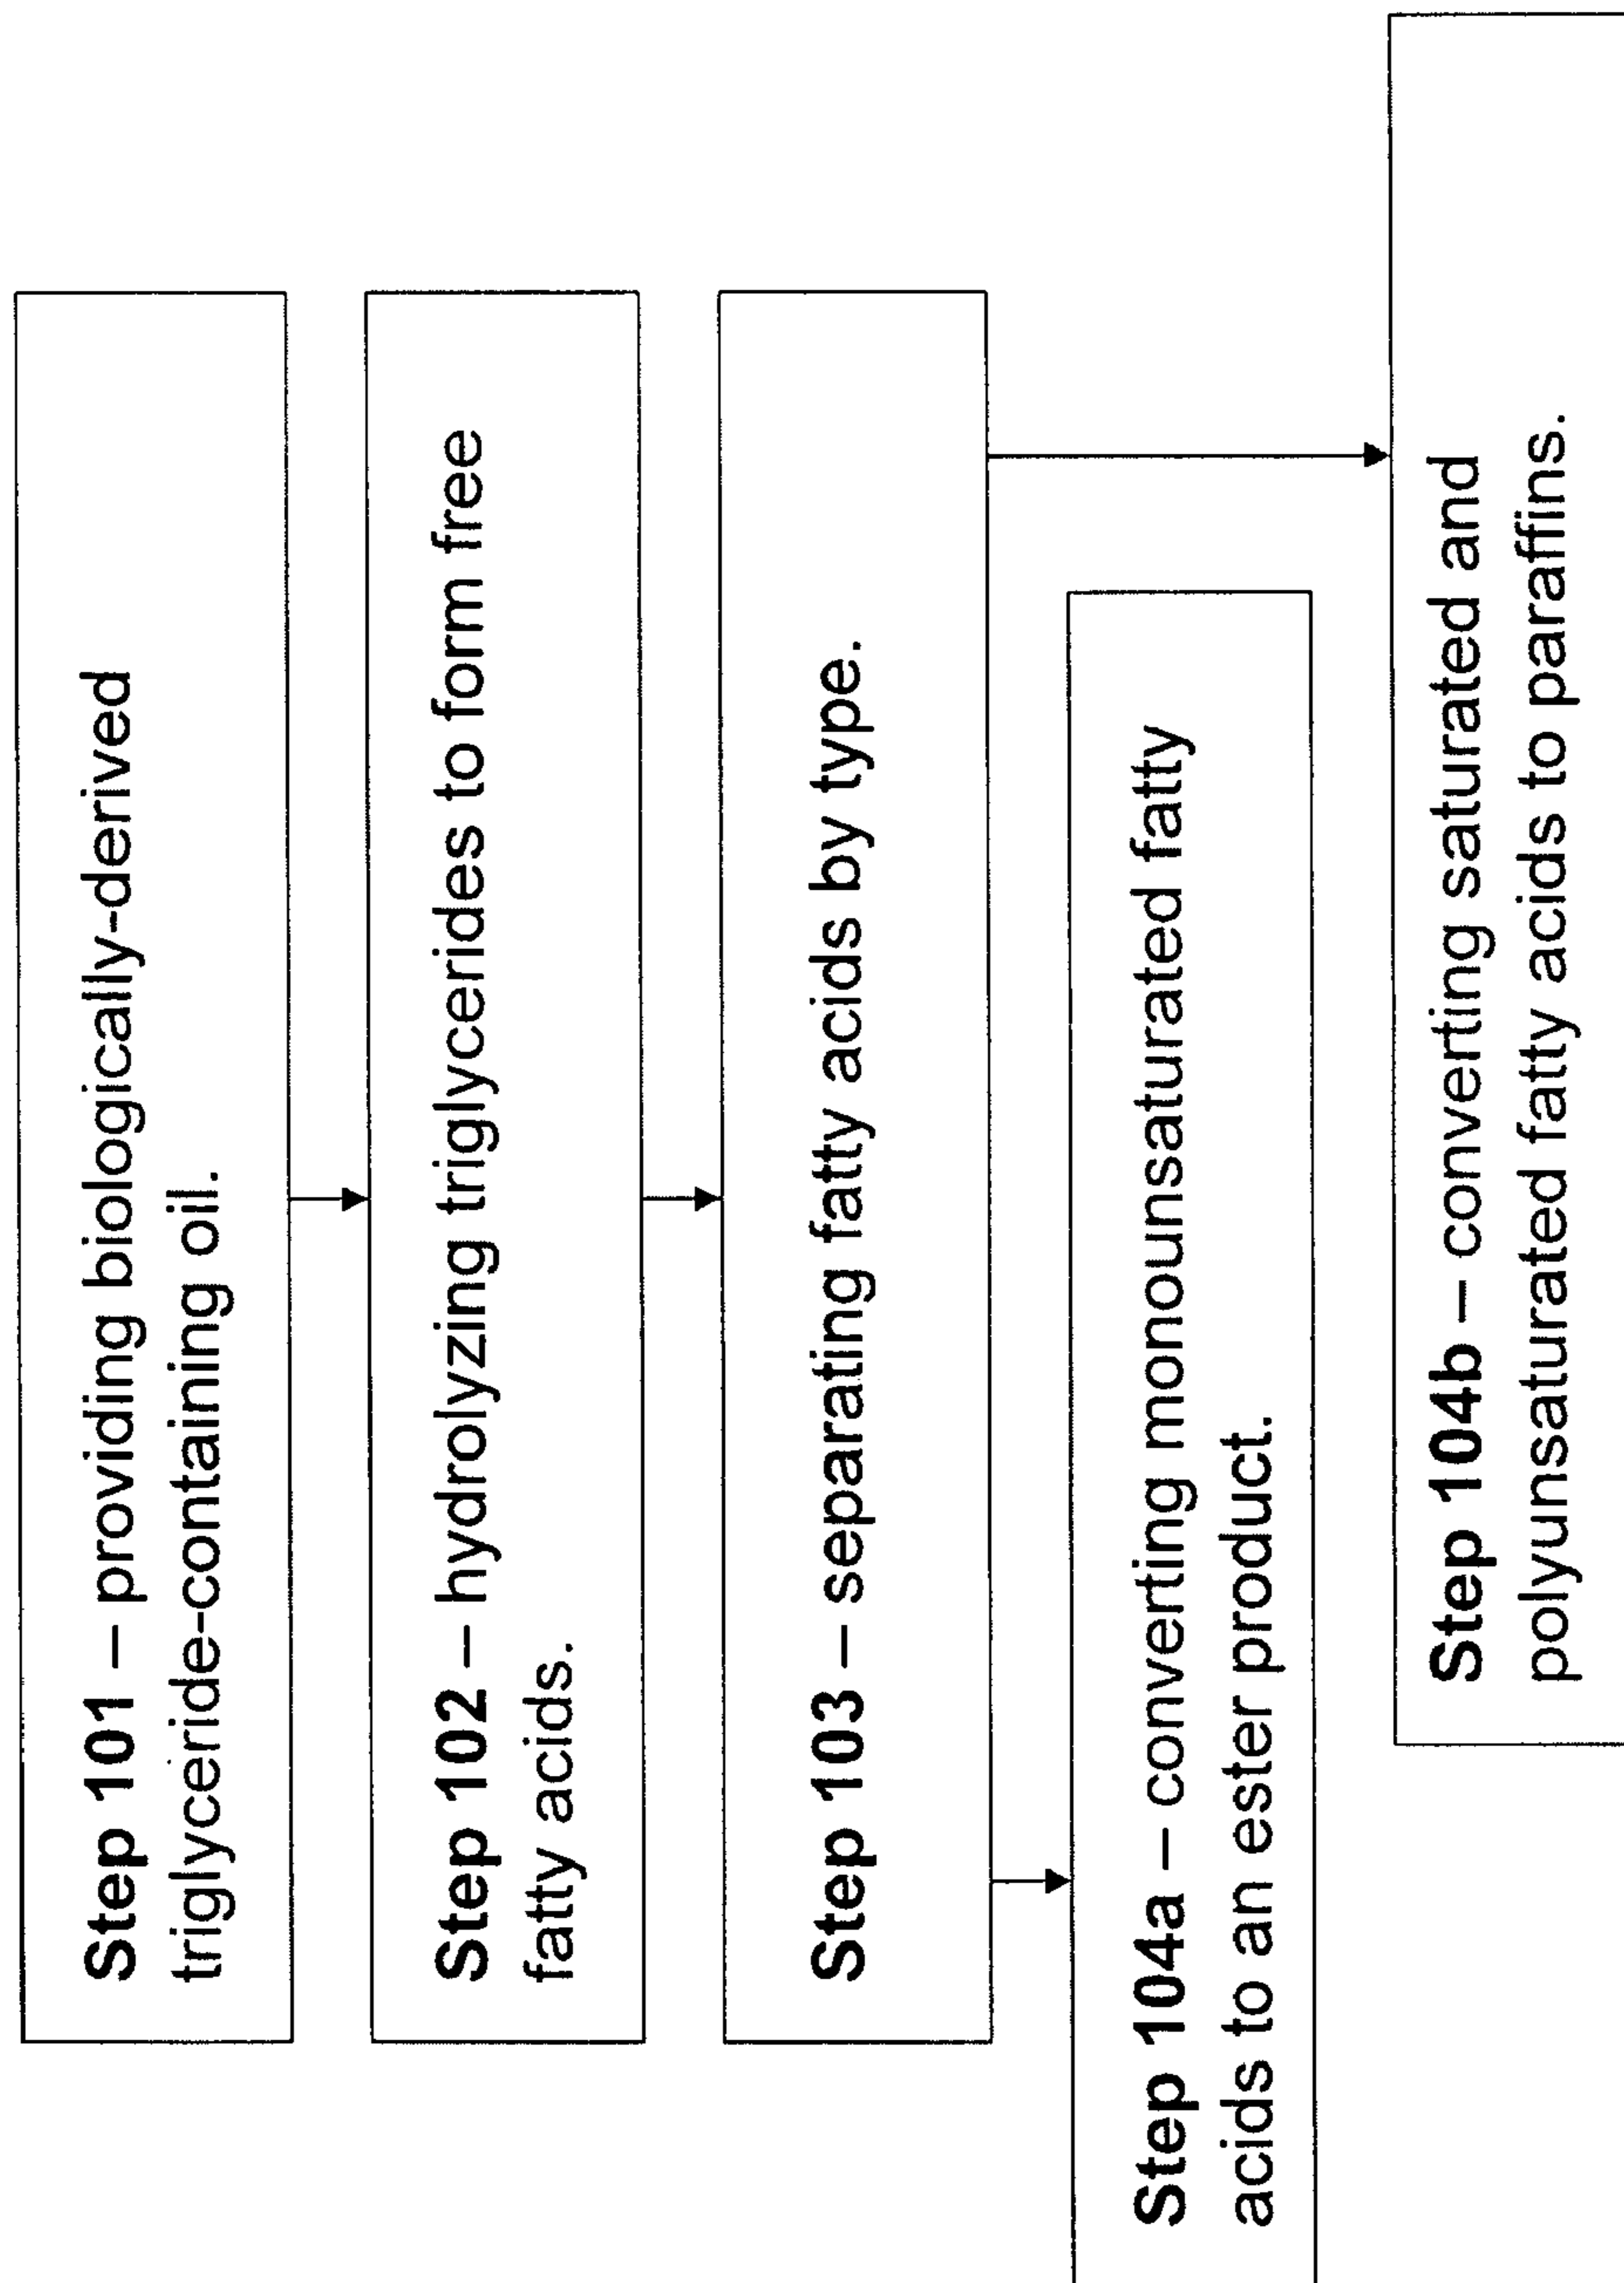 Step 101 – providing biologically-derived
triglyceride-containing oil.
Step 102 – hydrolyzing triglycerides to form free
fatty acids.
Step 103 – separating fatty acids by type.
Step 104a – converting monounsaturated fatty
acids to an ester product.
Step 104b – converting saturated and
polyunsaturated fatty acids to paraffins.